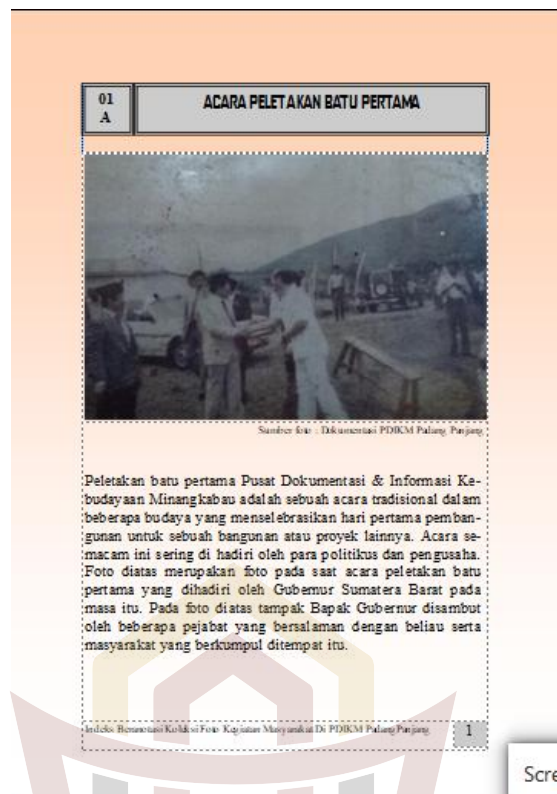 01
A
ACARA PELETAKAN BATU PERTAMA
Sumber foto : Dokumentasi PDIKM Padang Panjang
Peletakan batu pertama Pusat Dokumentasi & Informasi Ke-
budayaan Minangkabau adalah sebuah acara tradisional dalam
beberapa budaya yang menselebrasikan hari pertama pemban-
gunan untuk sebuah bangunan atau proyek lainnya. Acara se-
macam ini sering di hadiri oleh para politikus dan pengusaha.
Foto diatas merupakan foto pada saat acara peletakan batu
pertama yang dihadiri oleh Gubernur Sumatera Barat pada
masa itu. Pada foto diatas tampak Bapak Gubernur disambut
oleh beberapa pejabat yang bersalaman dengan beliau serta
masyarakat yang berkumpul ditempat itu.
Indeks Beranotasi Koleksi Foto Kegiatan Masyarakat Di PDIKM Padang Panjang
1
Scre